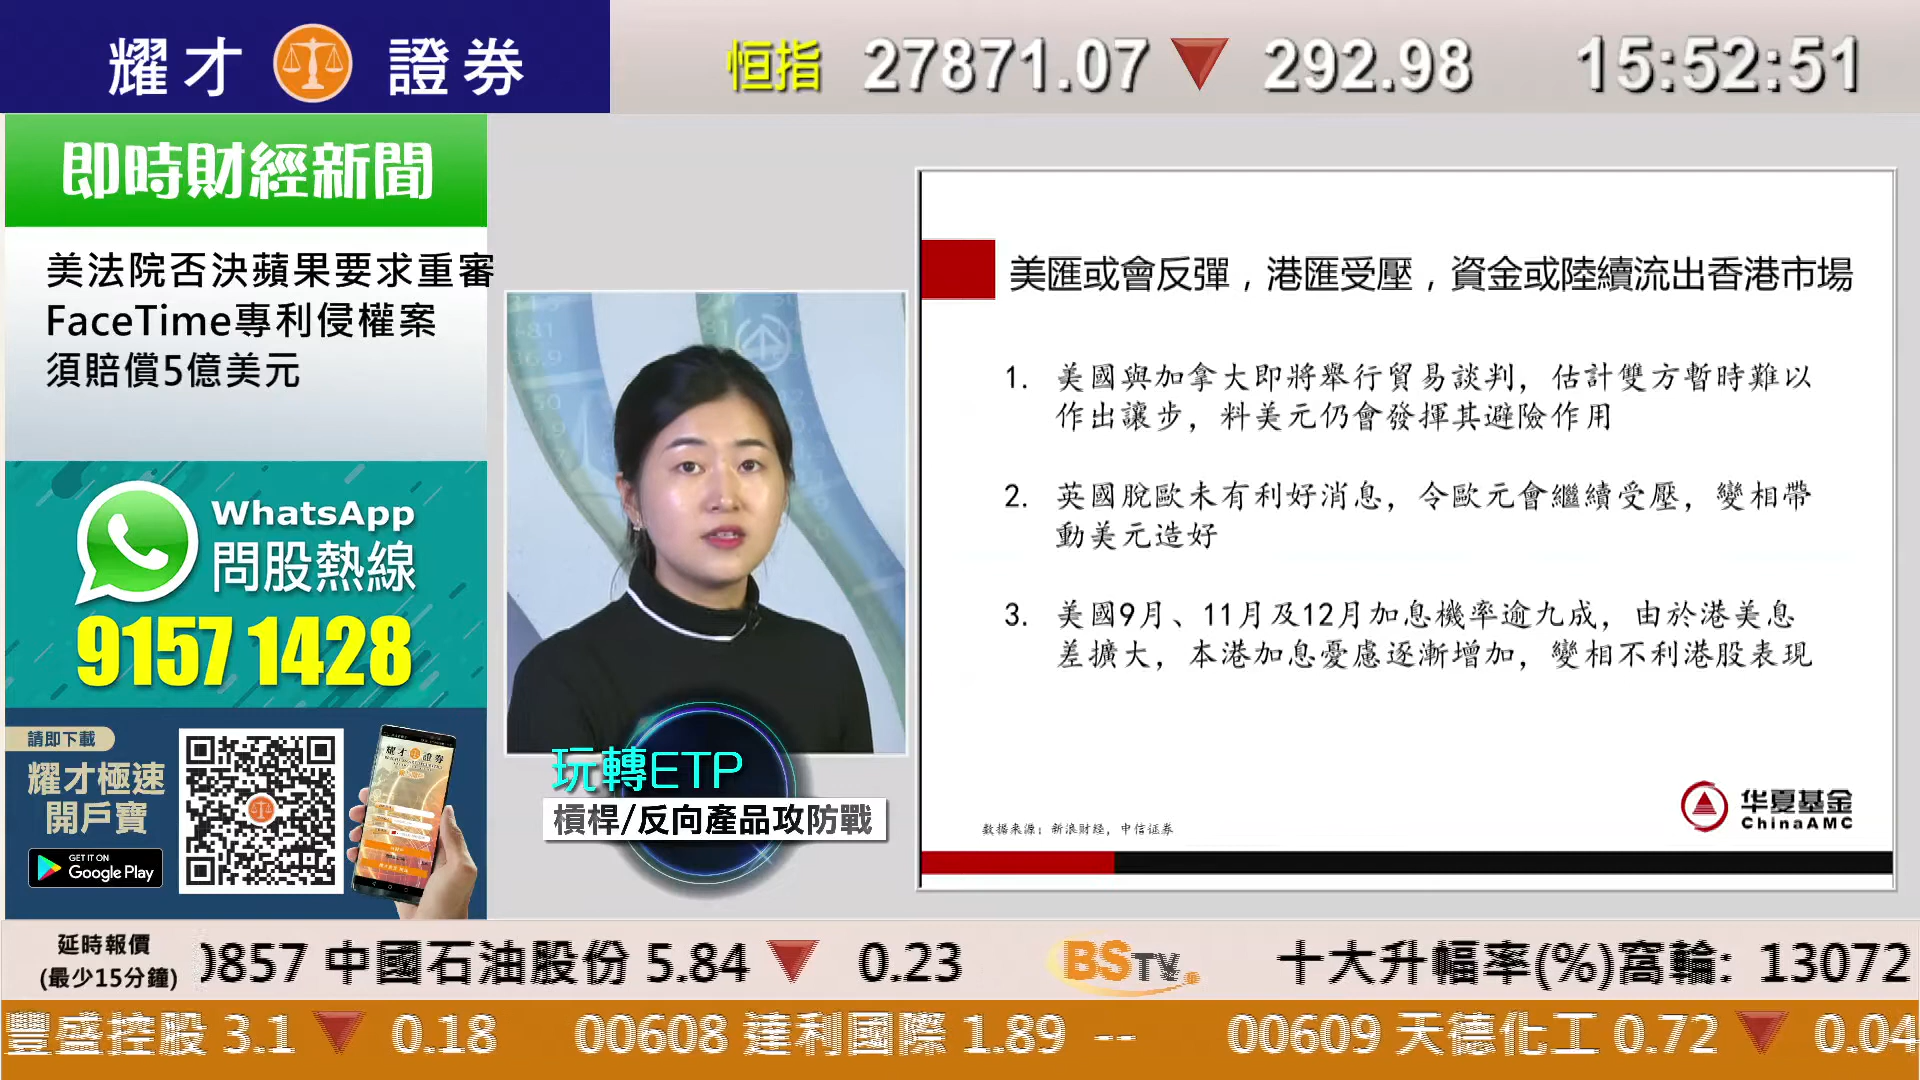 耀才 證券
恒指 27871.07 ▼ 292.98 15:52:51
即時財經新聞
美法院否決蘋果要求重審
FaceTime專利侵權案
須賠償5億美元
WhatsApp
問股熱線
9157 1428
請即下載
耀才極速
開戶寶
GET IT ON
Google Play
耀才 證券
玩轉ETP
槓桿/反向產品攻防戰
美匯或會反彈，港匯受壓，資金或陸續流出香港市場
1. 美國與加拿大即將舉行貿易談判，估計雙方暫時難以
作出讓步，料美元仍會發揮其避險作用
2. 英國脫歐未有利好消息，令歐元會繼續受壓，變相帶
動美元造好
3. 美國9月、11月及12月加息機率逾九成，由於港美息
差擴大，本港加息憂慮逐漸增加，變相不利港股表現
数据来源：新浪财经，中信证券
华夏基金
ChinaAMC
延時報價
(最少15分鐘)
0857 中國石油股份 5.84 ▼ 0.23
BSTV
十大升幅率(%)窩輪: 13072
豐盛控股 3.1 ▼ 0.18 00608 達利國際 1.89 -- 00609 天德化工 0.72 ▼ 0.04